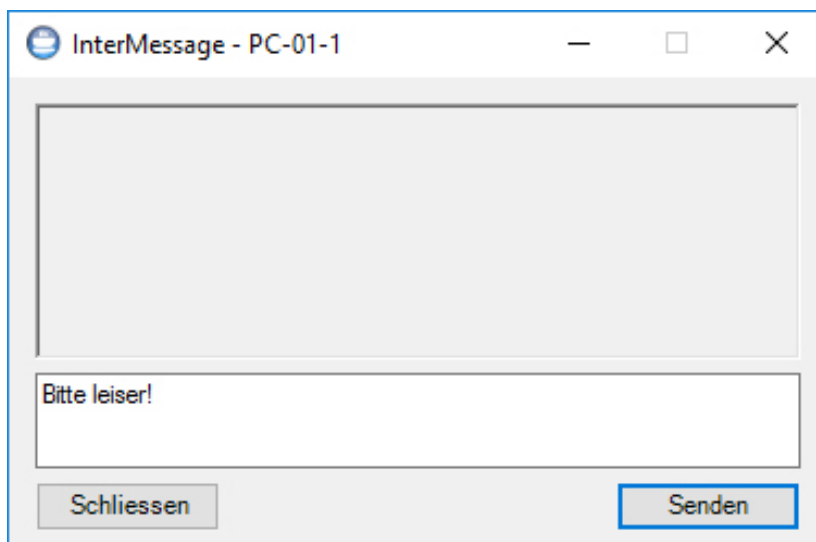 InterMessage - PC-01-1
Bitte leiser!
Schliessen
Senden